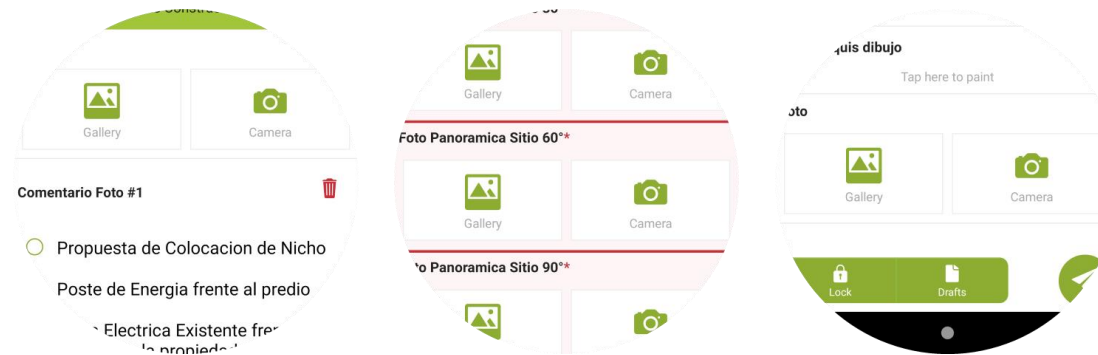 Gallery
Camera
Comentario Foto #1
Propuesta de Colocacion de Nicho
Poste de Energia frente al predio
Electrica Existente
la propiedad
Gallery
Camera
Foto Panoramica Sitio 60°*
Gallery
Camera
Panoramica Sitio 90°*
dibujo
Tap here to paint
Gallery
Camera
Lock
Drafts